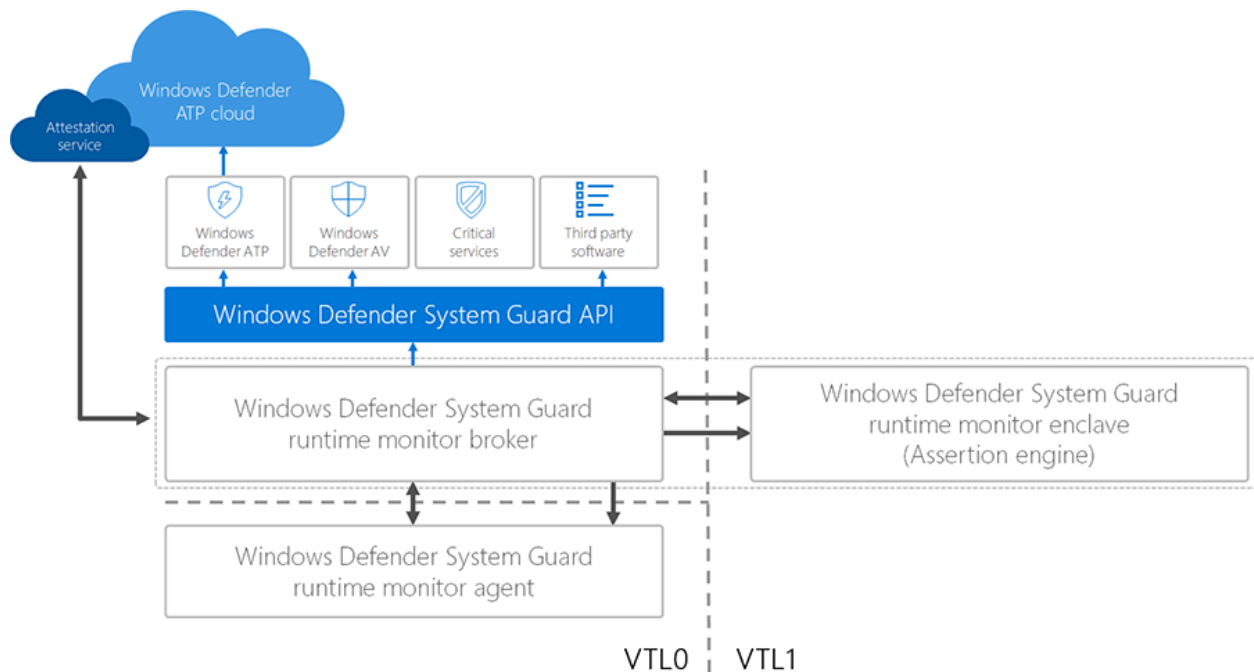 Windows Defender
ATP cloud
Attestation
service
Windows
Defender ATP
Windows
Defender AV
Critical
services
Third party
software
Windows Defender System Guard API
Windows Defender System Guard
runtime monitor broker
Windows Defender System Guard
runtime monitor enclave
(Assertion engine)
Windows Defender System Guard
runtime monitor agent
VTL0
VTL1